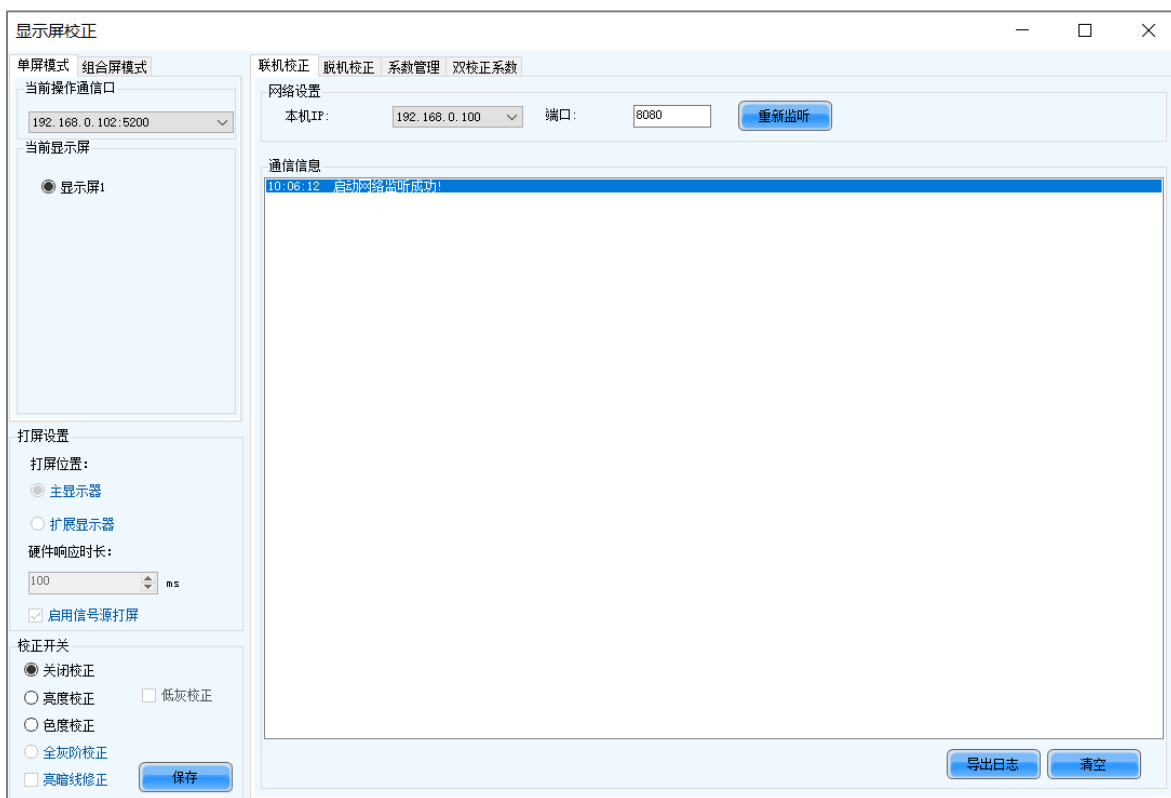 显示屏校正
单屏模式 组合屏模式
当前操作通信口
192.168.0.102:5200
当前显示屏
显示屏1
打屏设置
打屏位置:
主显示器
扩展显示器
硬件响应时长:
100 ms
启用信号源打屏
校正开关
关闭校正
亮度校正 低灰校正
色度校正
全灰阶校正
亮暗线修正 保存
联机校正 脱机校正 系数管理 双校正系数
网络设置
本机IP: 192.168.0.100 端口: 8080 重新监听
通信信息
10:06:12 启动网络监听成功!
导出日志 清空